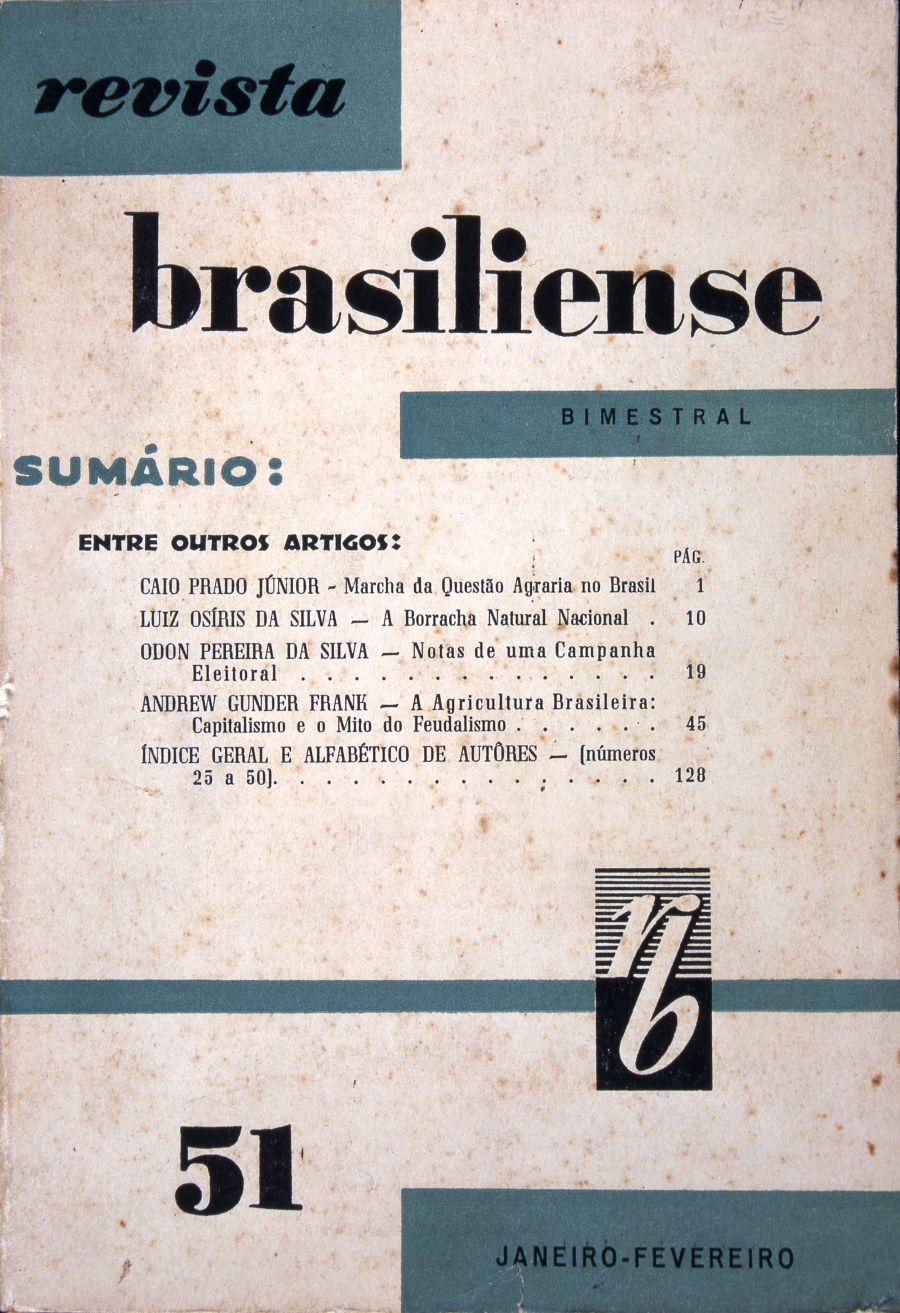 revista
brasiliense
BIMESTRAL
SUMÁRIO:
ENTRE OUTROS ARTIGOS:
PÁG.
CAIO PRADO JÚNIOR - Marcha da Questão Agraria no Brasil 1
LUIZ OSÍRIS DA SILVA — A Borracha Natural Nacional . 10
ODON PEREIRA DA SILVA — Notas de uma Campanha
Eleitoral . . . . . . . . . . . . . . 19
ANDREW GUNDER FRANK — A Agricultura Brasileira:
Capitalismo e o Mito do Feudalismo . . . . . . 45
ÍNDICE GERAL E ALFABÉTICO DE AUTÔRES — (números
25 a 50). . . . . . . . . . . . . . . 128
rb
51
JANEIRO-FEVEREIRO